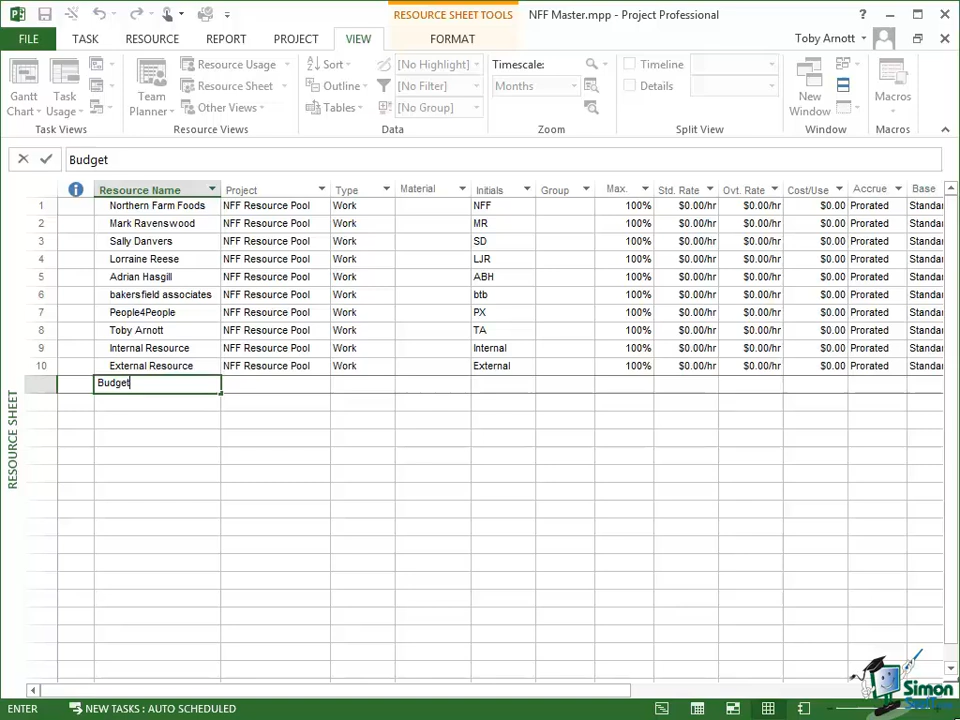 RESOURCE SHEET TOOLS
NFF Master.mpp - Project Professional
?
FILE TASK RESOURCE REPORT PROJECT VIEW FORMAT
Toby Arnott
Gantt Chart
Task Usage
Task Views
Team Planner
Resource Usage
Resource Sheet
Other Views
Resource Views
Sort
Outline
Tables
[No Highlight]
[No Filter]
[No Group]
Data
Timescale:
Months
Zoom
Timeline
Details
Split View
New Window
Window
Macros
Macros
Budget
Resource Name Project Type Material Initials Group Max. Std. Rate Ovt. Rate Cost/Use Accrue Base
1 Northern Farm Foods NFF Resource Pool Work NFF 100% $0.00/hr $0.00/hr $0.00 Prorated Standar
2 Mark Ravenswood NFF Resource Pool Work MR 100% $0.00/hr $0.00/hr $0.00 Prorated Standar
3 Sally Danvers NFF Resource Pool Work SD 100% $0.00/hr $0.00/hr $0.00 Prorated Standar
4 Lorraine Reese NFF Resource Pool Work LJR 100% $0.00/hr $0.00/hr $0.00 Prorated Standar
5 Adrian Hasgill NFF Resource Pool Work ABH 100% $0.00/hr $0.00/hr $0.00 Prorated Standar
6 bakersfield associates NFF Resource Pool Work btb 100% $0.00/hr $0.00/hr $0.00 Prorated Standar
7 People4People NFF Resource Pool Work PX 100% $0.00/hr $0.00/hr $0.00 Prorated Standar
8 Toby Arnott NFF Resource Pool Work TA 100% $0.00/hr $0.00/hr $0.00 Prorated Standar
9 Internal Resource NFF Resource Pool Work Internal 100% $0.00/hr $0.00/hr $0.00 Prorated Standar
10 External Resource NFF Resource Pool Work External 100% $0.00/hr $0.00/hr $0.00 Prorated Standar
Budget
RESOURCE SHEET
Simon
ENTER NEW TASKS : AUTO SCHEDULED